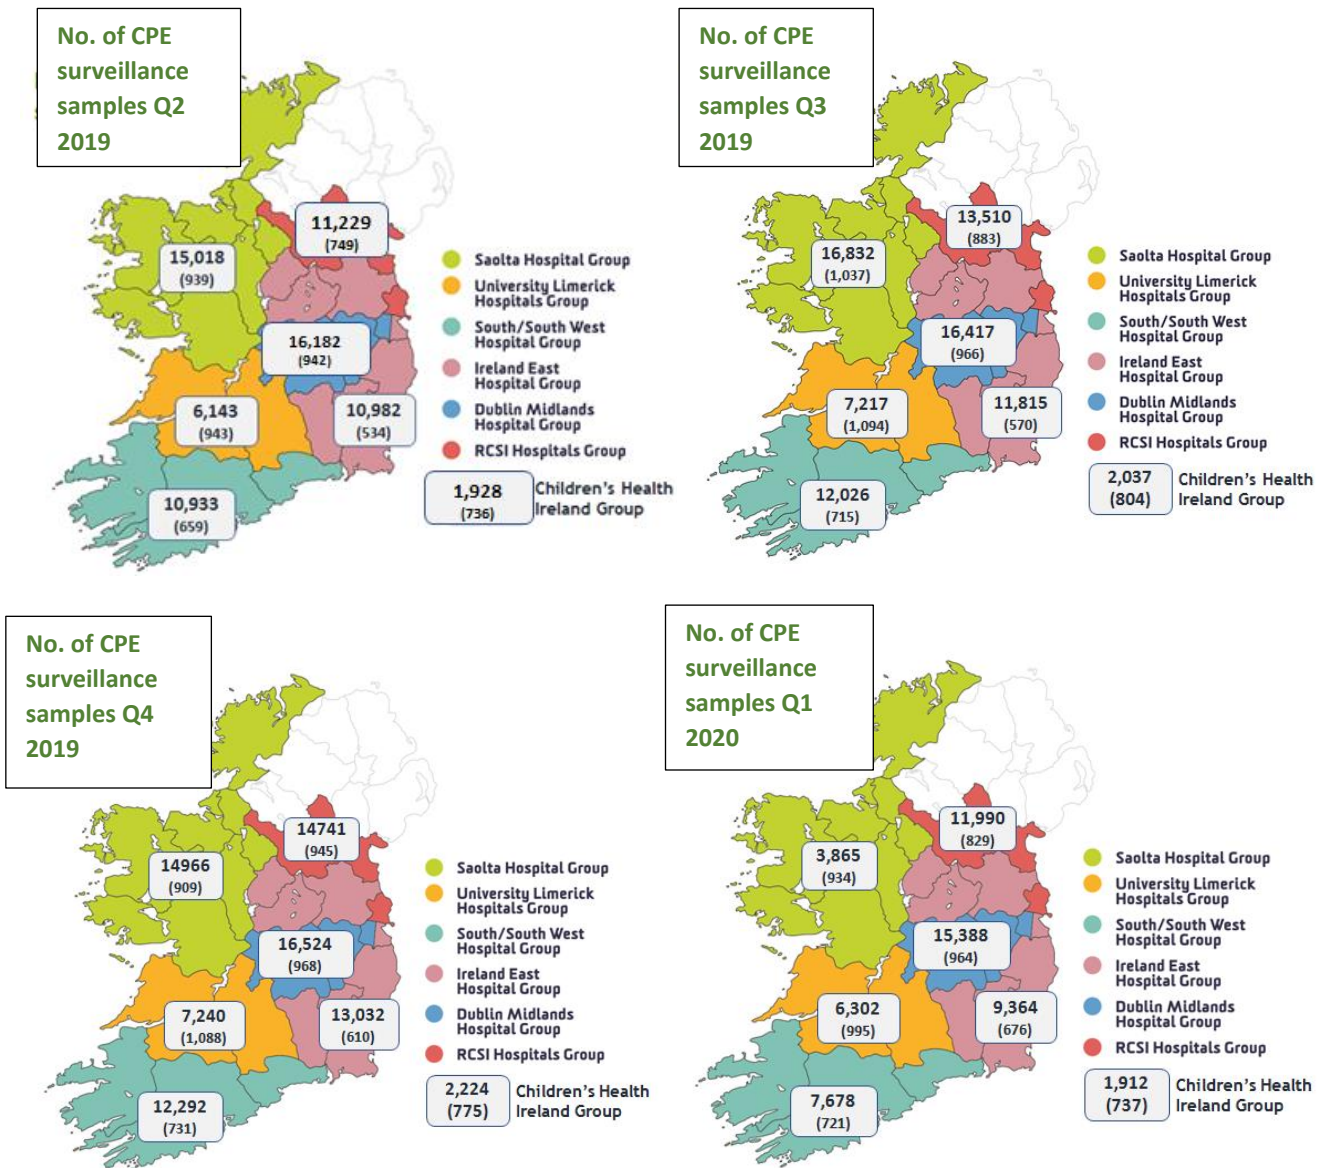 No. of CPE
surveillance
samples Q2
2019
11,229
(749)
15,018
(939)
16,182
(942)
6,143
(943)
10,982
(534)
10,933
(659)
Saolta Hospital Group
University Limerick
Hospitals Group
South/South West
Hospital Group
Ireland East
Hospital Group
Dublin Midlands
Hospital Group
RCSI Hospitals Group
1,928
(736)
Children's Health
Ireland Group
No. of CPE
surveillance
samples Q3
2019
13,510
(883)
16,832
(1,037)
16,417
(966)
7,217
(1,094)
11,815
(570)
12,026
(715)
Saolta Hospital Group
University Limerick
Hospitals Group
South/South West
Hospital Group
Ireland East
Hospital Group
Dublin Midlands
Hospital Group
RCSI Hospitals Group
2,037
(804)
Children's Health
Ireland Group
No. of CPE
surveillance
samples Q4
2019
14741
(945)
14966
(909)
16,524
(968)
7,240
(1,088)
13,032
(610)
12,292
(731)
Saolta Hospital Group
University Limerick
Hospitals Group
South/South West
Hospital Group
Ireland East
Hospital Group
Dublin Midlands
Hospital Group
RCSI Hospitals Group
2,224
(775)
Children's Health
Ireland Group
No. of CPE
surveillance
samples Q1
2020
11,990
(829)
3,865
(934)
15,388
(964)
6,302
(995)
9,364
(676)
7,678
(721)
Saolta Hospital Group
University Limerick
Hospitals Group
South/South West
Hospital Group
Ireland East
Hospital Group
Dublin Midlands
Hospital Group
RCSI Hospitals Group
1,912
(737)
Children's Health
Ireland Group